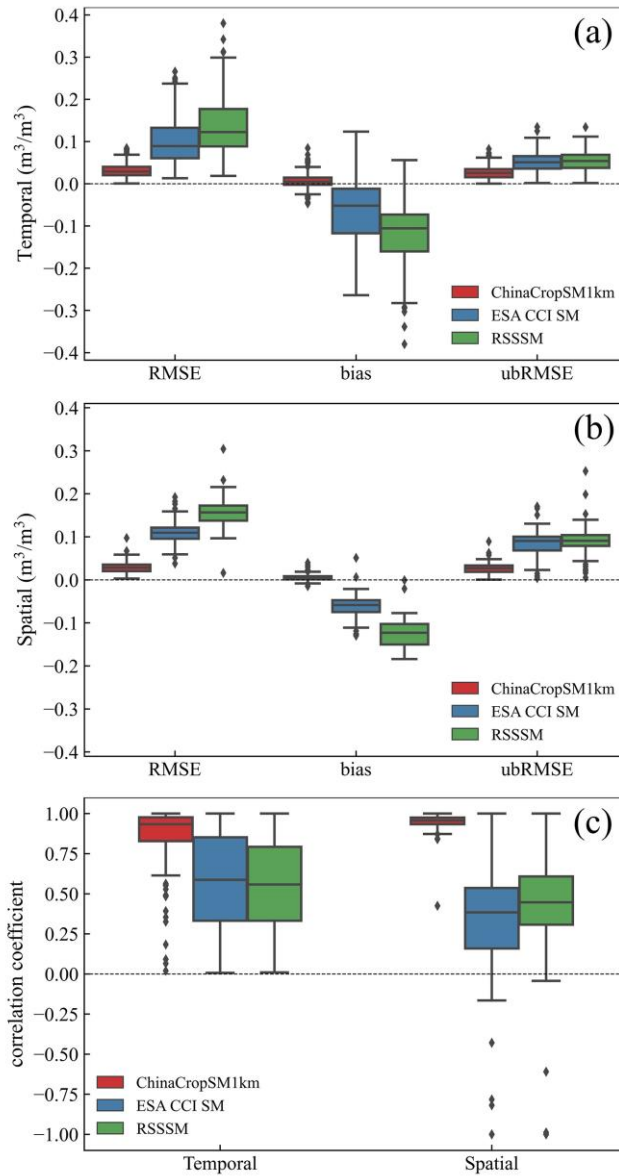 (a)
0.4
0.3
0.2
0.1
0.0
−0.1
−0.2
−0.3
−0.4
Temporal (m³/m³)
ChinaCropSM1km
ESA CCI SM
RSSSM
RMSE bias ubRMSE
(b)
0.4
0.3
0.2
0.1
0.0
−0.1
−0.2
−0.3
−0.4
Spatial (m³/m³)
ChinaCropSM1km
ESA CCI SM
RSSSM
RMSE bias ubRMSE
(c)
1.00
0.75
0.50
0.25
0.00
−0.25
−0.50
−0.75
−1.00
correlation coefficient
ChinaCropSM1km
ESA CCI SM
RSSSM
Temporal Spatial